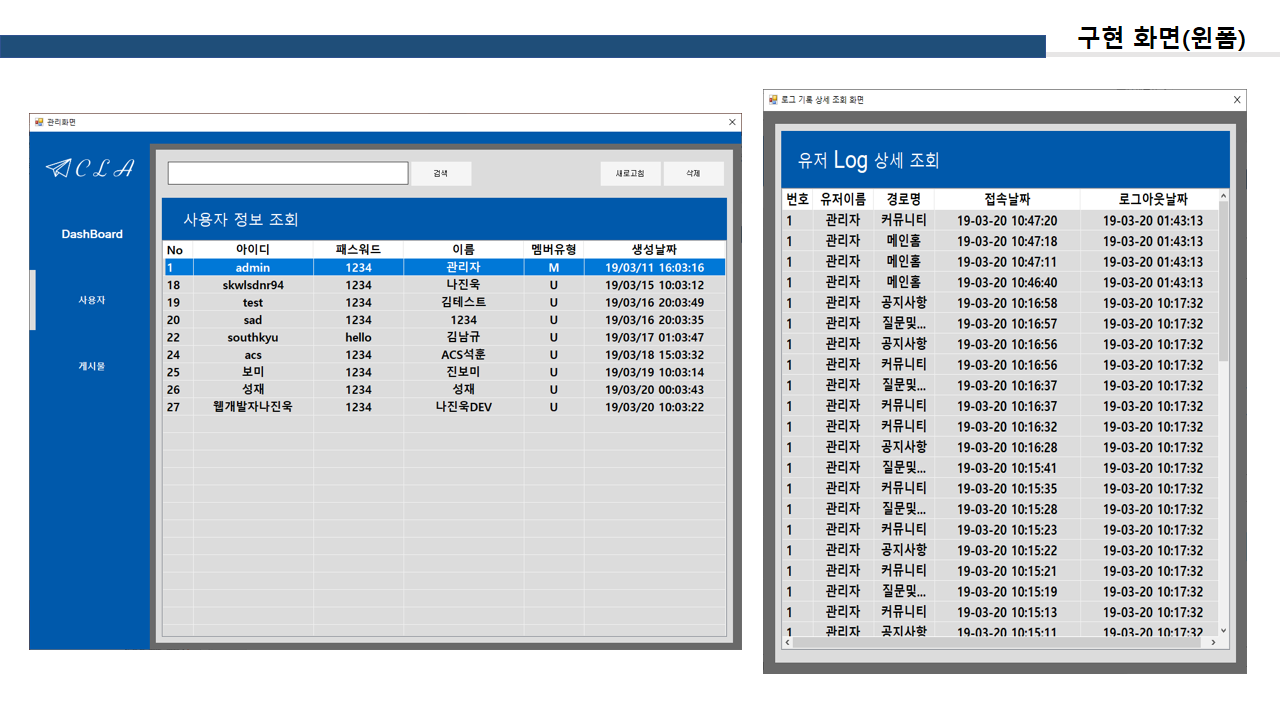 구현 화면(윈폼)
관리화면
CLA
DashBoard
사용자
게시물
검색 새로고침 삭제
사용자 정보 조회
No 아이디 패스워드 이름 멤버유형 생성날짜
1 admin 1234 관리자 M 19/03/11 16:03:16
18 skwlsdnr94 1234 나진욱 U 19/03/15 10:03:12
19 test 1234 김테스트 U 19/03/16 20:03:49
20 sad 1234 1234 U 19/03/16 20:03:35
22 southkyu hello 김남규 U 19/03/17 01:03:47
24 acs 1234 ACS석훈 U 19/03/18 15:03:32
25 보미 1234 진보미 U 19/03/19 10:03:14
26 성재 1234 성재 U 19/03/20 00:03:43
27 웹개발자나진욱 1234 나진욱DEV U 19/03/20 10:03:22
로그 기록 상세 조회 화면
유저 Log 상세 조회
번호 유저이름 경로명 접속날짜 로그아웃날짜
1 관리자 커뮤니티 19-03-20 10:47:20 19-03-20 01:43:13
1 관리자 메인홈 19-03-20 10:47:18 19-03-20 01:43:13
1 관리자 메인홈 19-03-20 10:47:11 19-03-20 01:43:13
1 관리자 메인홈 19-03-20 10:46:40 19-03-20 01:43:13
1 관리자 공지사항 19-03-20 10:16:58 19-03-20 10:17:32
1 관리자 질문및... 19-03-20 10:16:57 19-03-20 10:17:32
1 관리자 공지사항 19-03-20 10:16:56 19-03-20 10:17:32
1 관리자 커뮤니티 19-03-20 10:16:56 19-03-20 10:17:32
1 관리자 질문및... 19-03-20 10:16:37 19-03-20 10:17:32
1 관리자 커뮤니티 19-03-20 10:16:37 19-03-20 10:17:32
1 관리자 커뮤니티 19-03-20 10:16:32 19-03-20 10:17:32
1 관리자 공지사항 19-03-20 10:16:28 19-03-20 10:17:32
1 관리자 질문및... 19-03-20 10:15:41 19-03-20 10:17:32
1 관리자 커뮤니티 19-03-20 10:15:35 19-03-20 10:17:32
1 관리자 질문및... 19-03-20 10:15:28 19-03-20 10:17:32
1 관리자 커뮤니티 19-03-20 10:15:23 19-03-20 10:17:32
1 관리자 공지사항 19-03-20 10:15:22 19-03-20 10:17:32
1 관리자 커뮤니티 19-03-20 10:15:21 19-03-20 10:17:32
1 관리자 질문및... 19-03-20 10:15:19 19-03-20 10:17:32
1 관리자 커뮤니티 19-03-20 10:15:13 19-03-20 10:17:32
1 관리자 공지사항 19-03-20 10:15:11 19-03-20 10:17:32